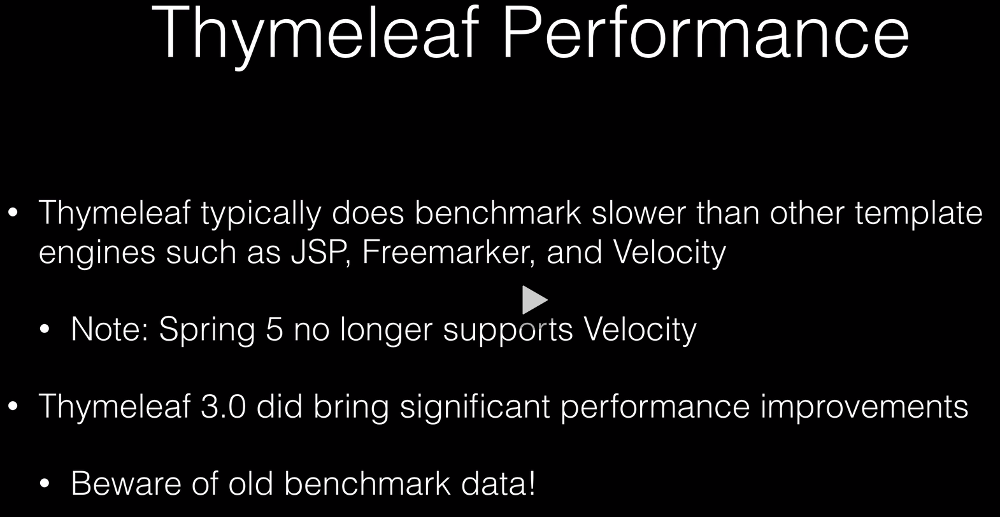 Thymeleaf Performance
• Thymeleaf typically does benchmark slower than other template
engines such as JSP, Freemarker, and Velocity
• Note: Spring 5 no longer supports Velocity
• Thymeleaf 3.0 did bring significant performance improvements
• Beware of old benchmark data!